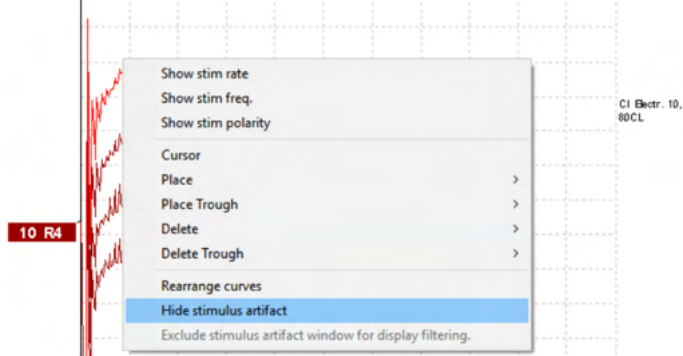 Show stim rate
Show stim freq.
Show stim polarity
CI Electr. 10,
80CL
Cursor
Place
Place Trough
Delete
Delete Trough
10 R4
Rearrange curves
Hide stimulus artifact
Exclude stimulus artifact window for display filtering.